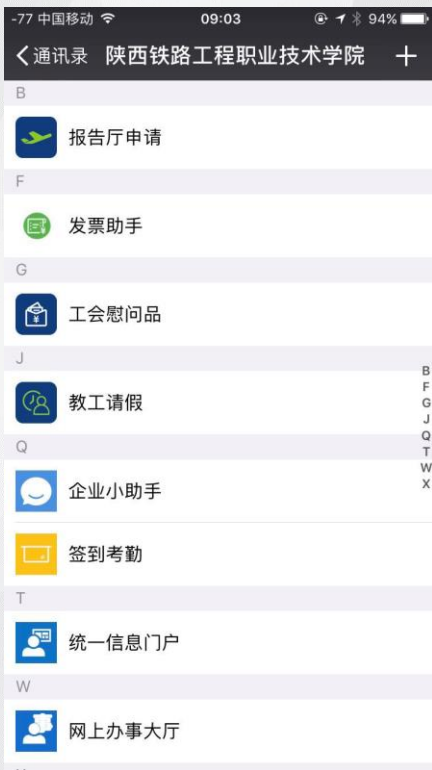 -77 中国移动 09:03 94%
通讯录 陕西铁路工程职业技术学院 +
B
报告厅申请
F
发票助手
G
工会慰问品
J
教工请假
Q
企业小助手
签到考勤
T
统一信息门户
W
网上办事大厅
B
F
G
J
Q
T
W
X